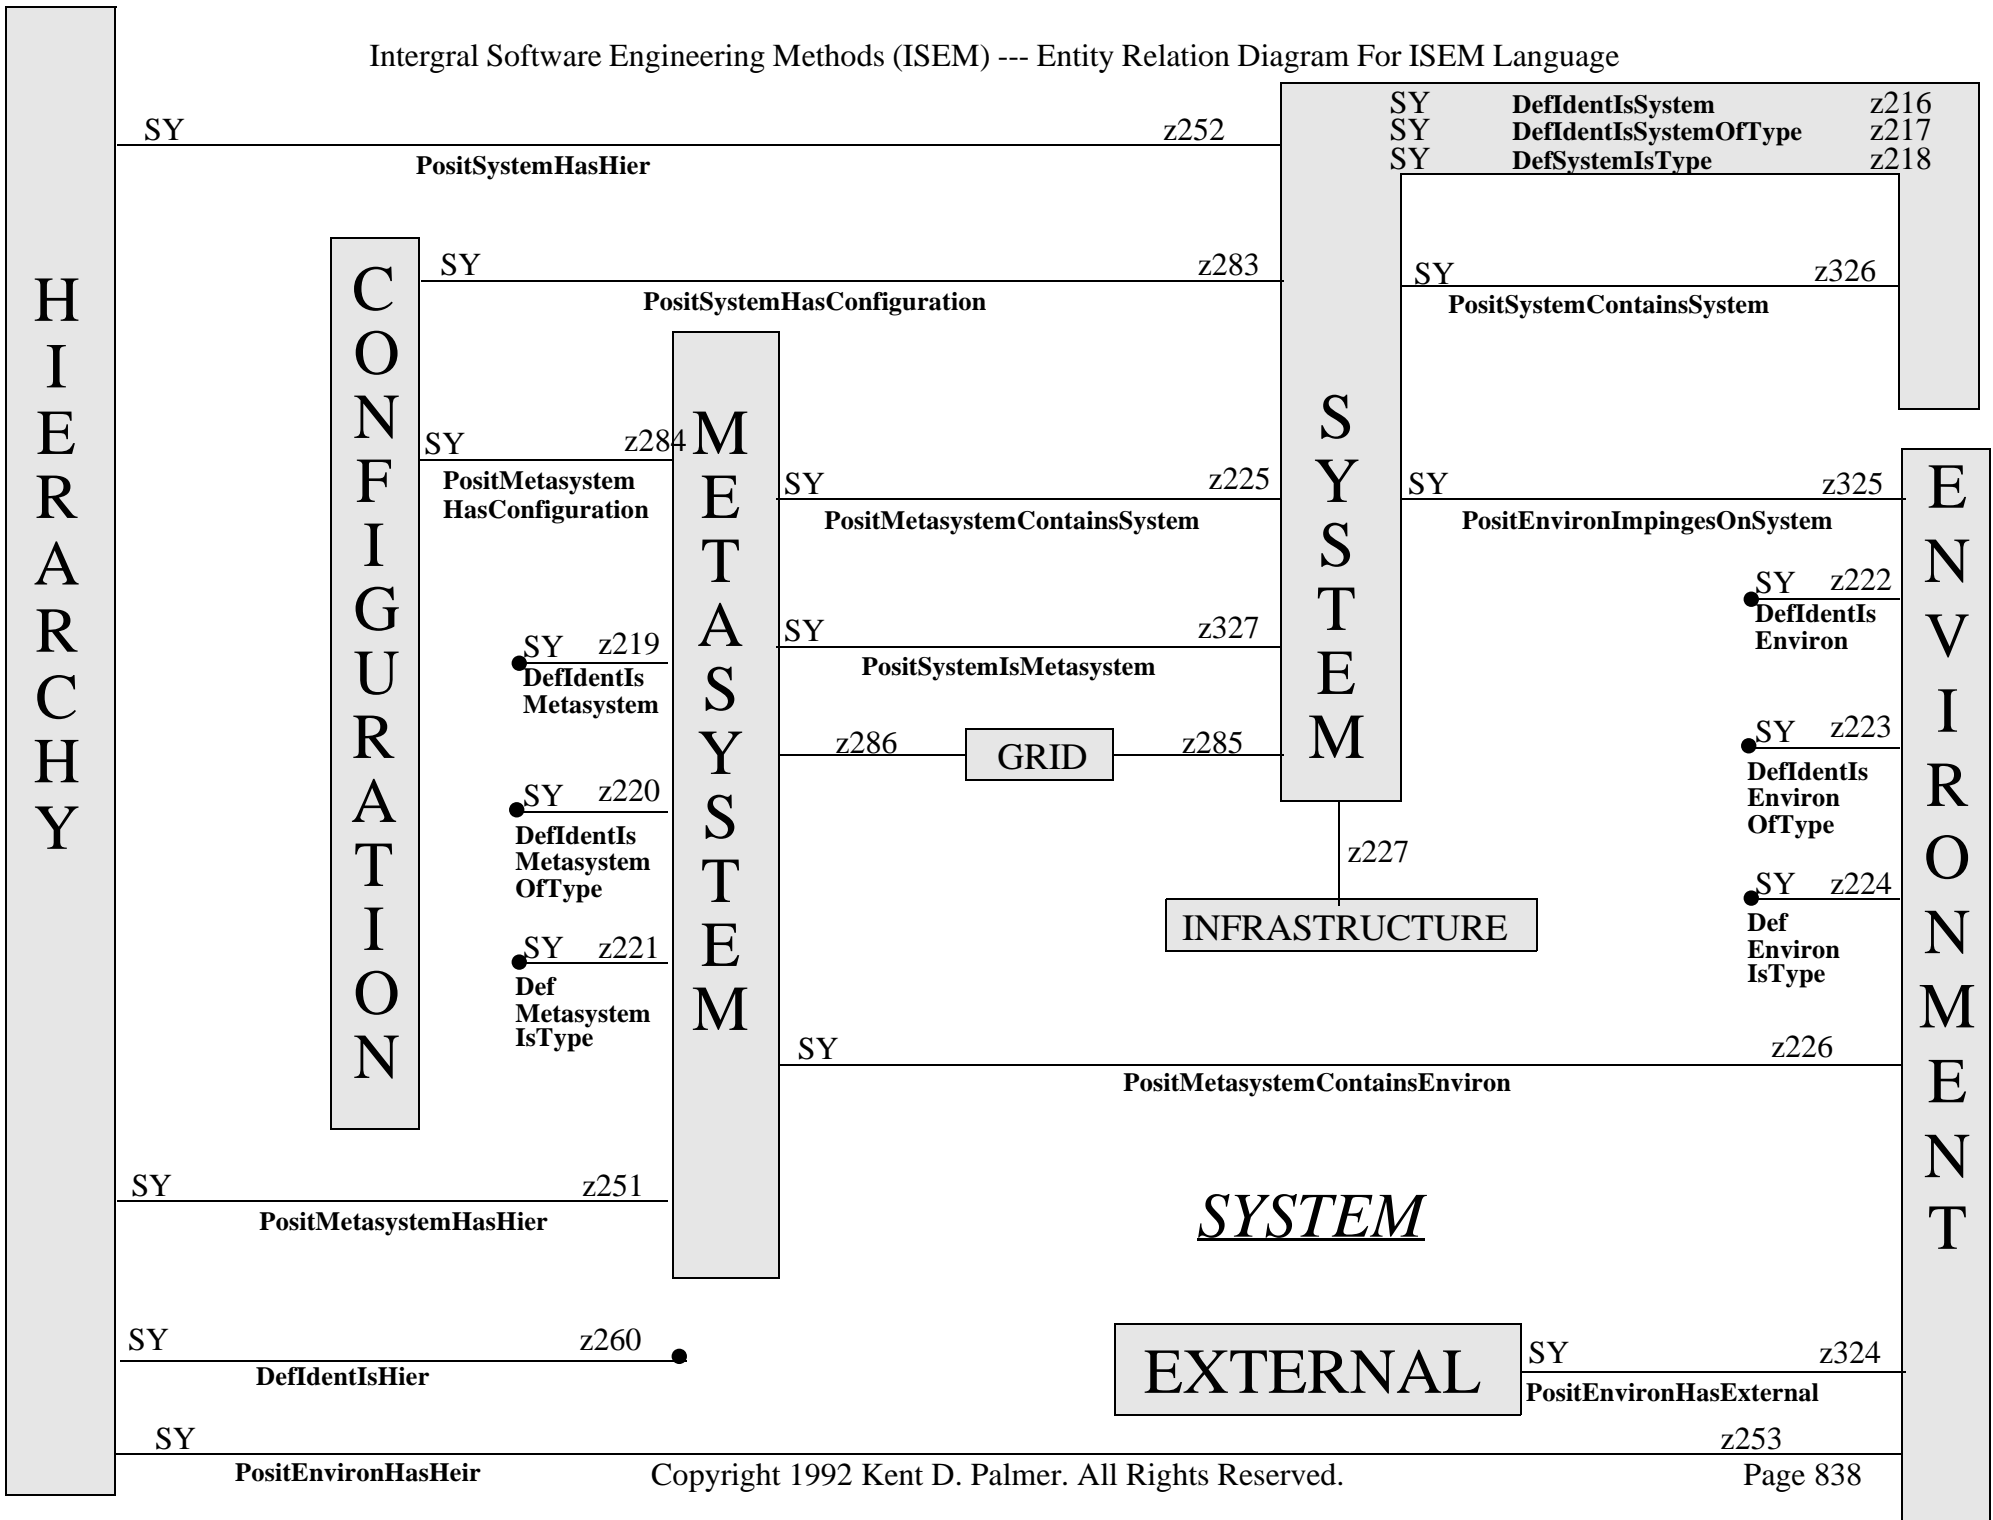 Intergral Software Engineering Methods (ISEM) --- Entity Relation Diagram For ISEM Language
SY DefIdentIsSystem z216
SY DefIdentIsSystemOfType z217
SY DefSystemIsType z218
SY z252
PositSystemHasHier
HIERARCHY
CONFIGURATION
METASYSTEM
SYSTEM
ENVIRONMENT
SY z283
PositSystemHasConfiguration
SY z326
PositSystemContainsSystem
SY z284
PositMetasystem
HasConfiguration
SY z225
PositMetasystemContainsSystem
SY z325
PositEnvironImpingesOnSystem
SY z222
DefIdentIs
Environ
SY z219
DefIdentIs
Metasystem
SY z327
PositSystemIsMetasystem
z286 GRID z285
SY z223
DefIdentIs
Environ
OfType
SY z220
DefIdentIs
Metasystem
OfType
z227
INFRASTRUCTURE
SY z224
Def
Environ
IsType
SY z221
Def
Metasystem
IsType
SY z226
PositMetasystemContainsEnviron
SY z251
PositMetasystemHasHier
SYSTEM
SY z260
DefIdentIsHier
EXTERNAL
SY z324
PositEnvironHasExternal
SY z253
PositEnvironHasHeir
Copyright 1992 Kent D. Palmer. All Rights Reserved.
Page 838